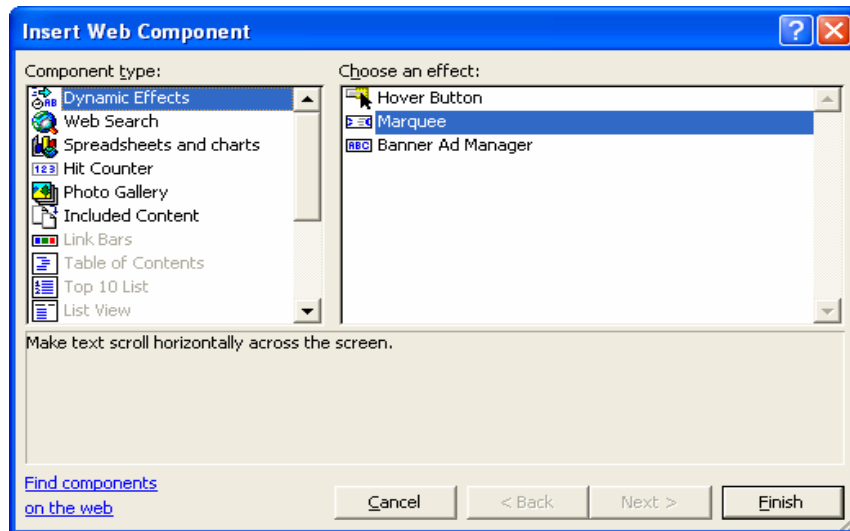 Insert Web Component
Component type:
Dynamic Effects
Web Search
Spreadsheets and charts
123 Hit Counter
Photo Gallery
Included Content
Link Bars
Table of Contents
Top 10 List
List View
Choose an effect:
Hover Button
Marquee
ABC Banner Ad Manager
Make text scroll horizontally across the screen.
Find components
on the web
Cancel
< Back
Next >
Finish